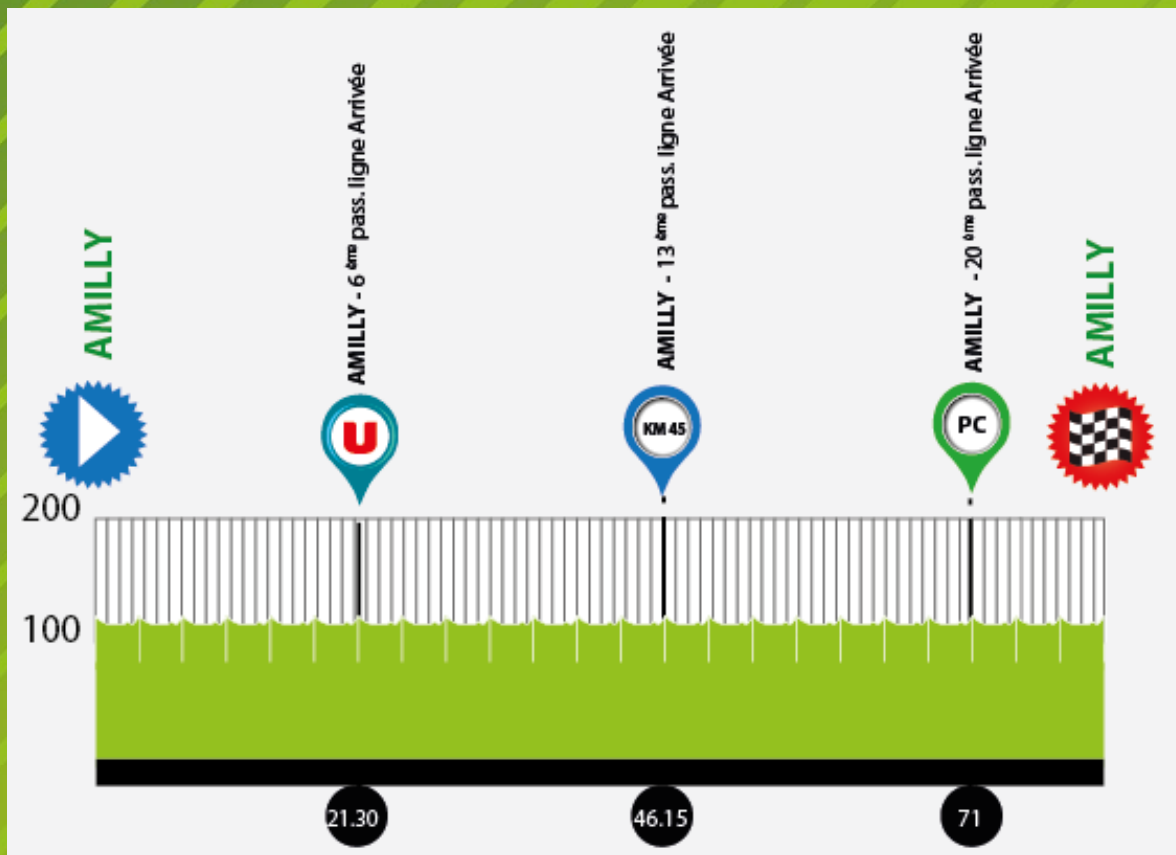 AMILLY
AMILLY - 6 ème pass. ligne Arrivée
AMILLY - 13 ème pass. ligne Arrivée
AMILLY - 20 ème pass. ligne Arrivée
AMILLY
U
KM 45
PC
200
100
21.30
46.15
71